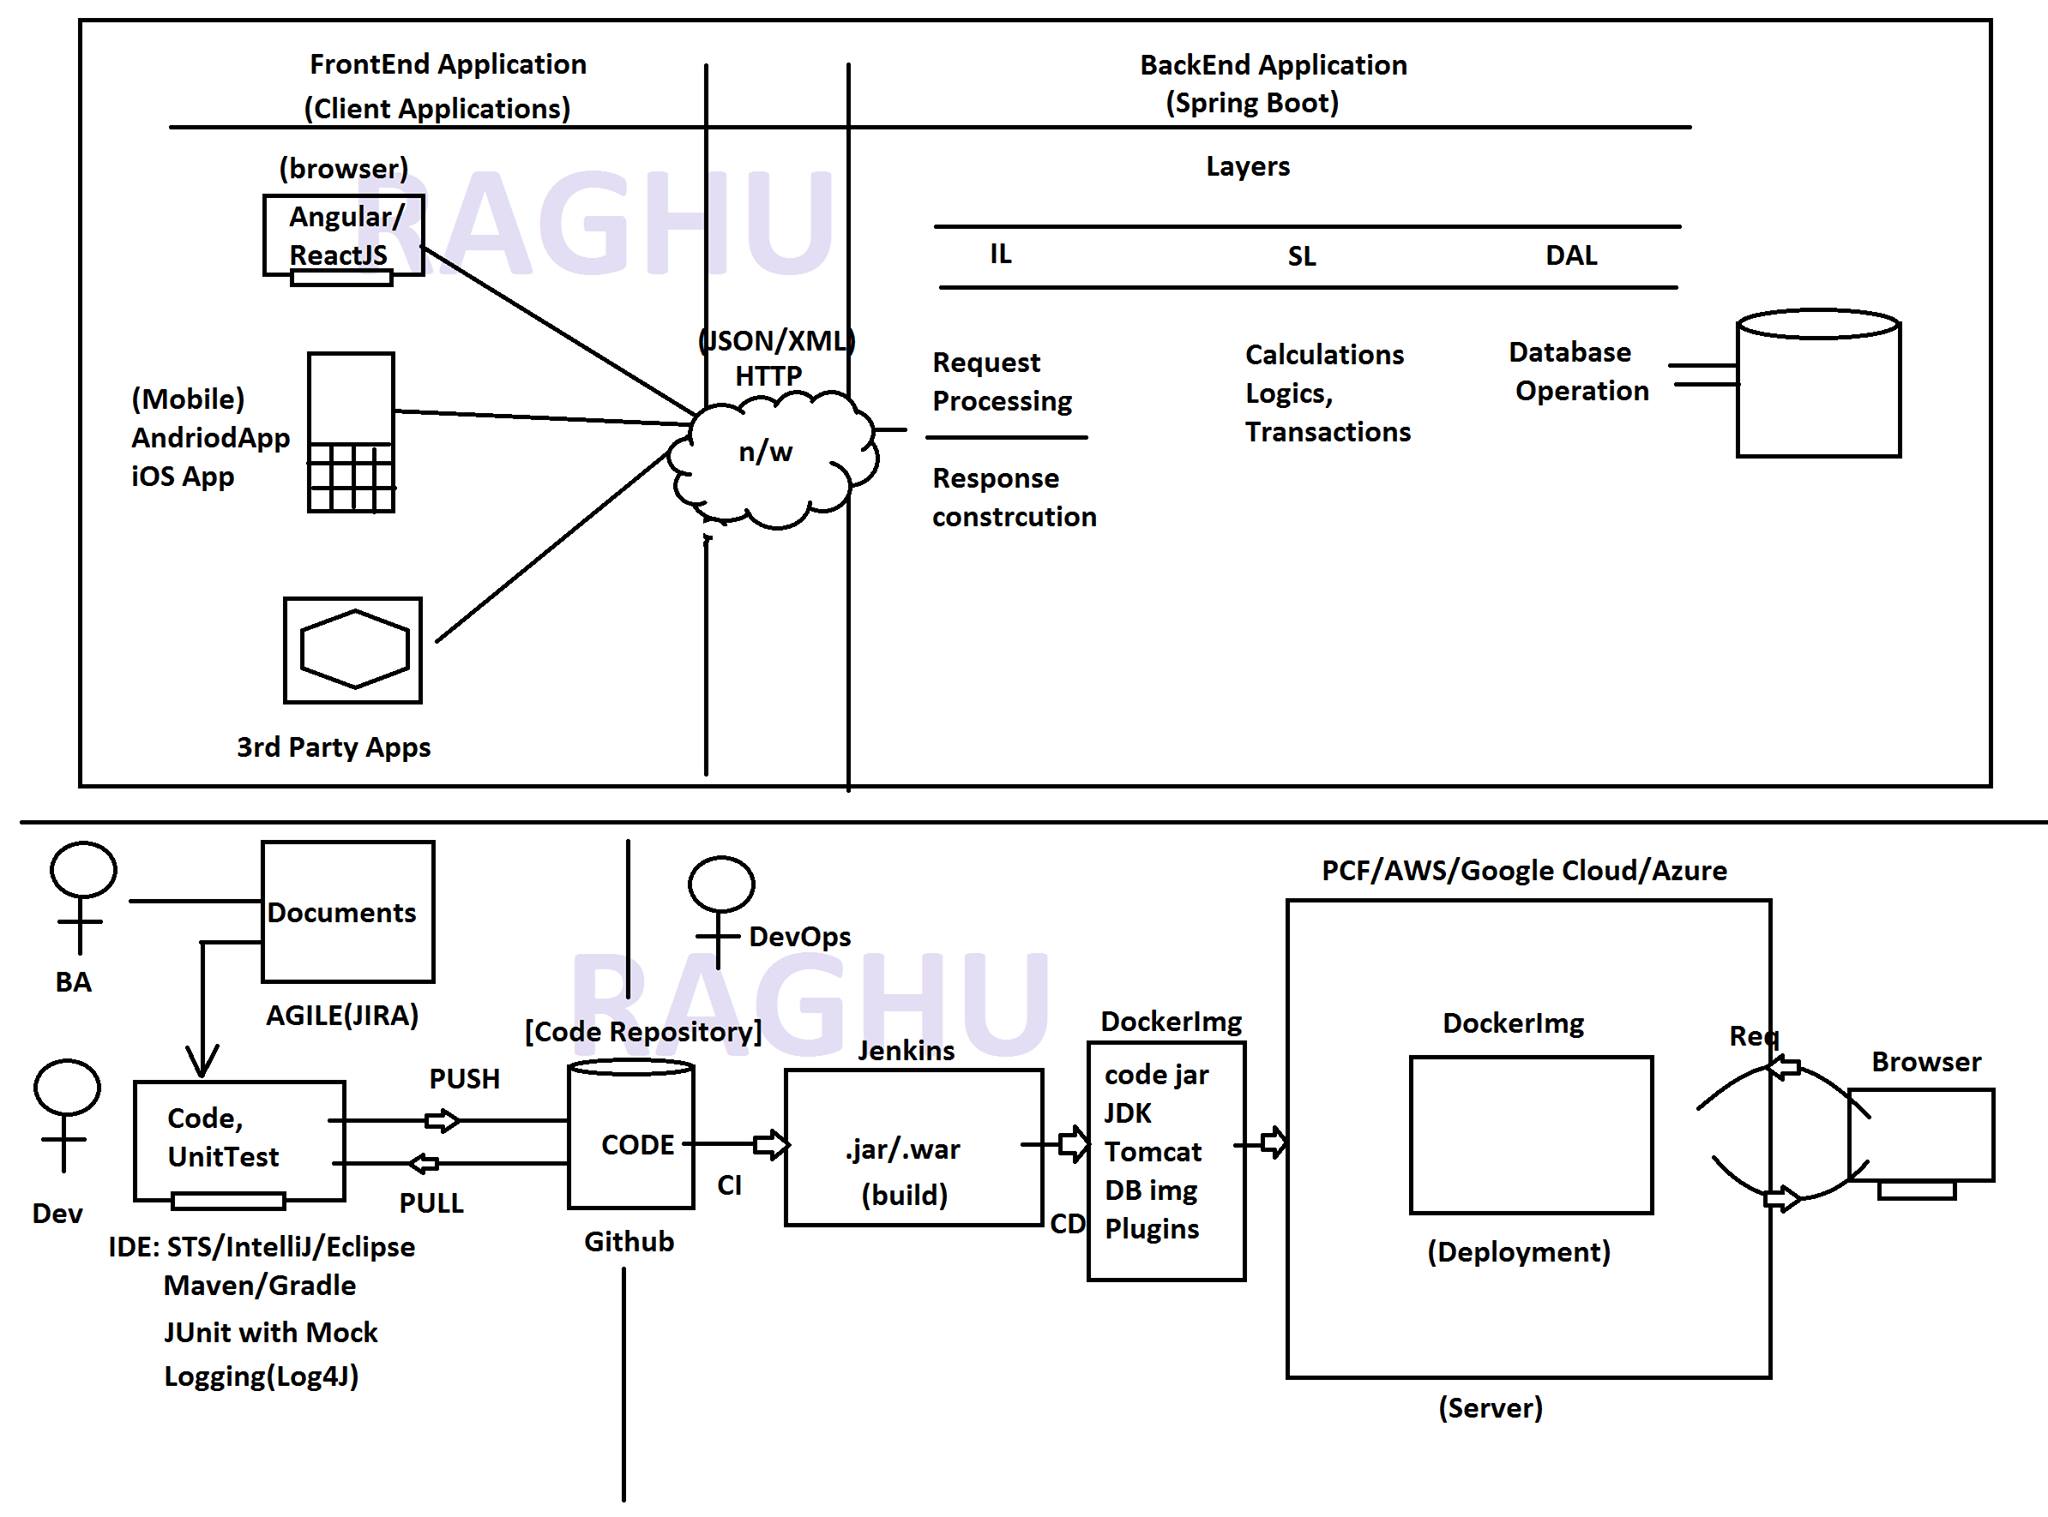 FrontEnd Application
(Client Applications)
BackEnd Application
(Spring Boot)
(browser)
Angular/
ReactJS
RAGHU
Layers
IL
SL
DAL
(JSON/XML)
HTTP
n/w
(Mobile)
AndriodApp
iOS App
Request
Processing
Response
constrcution
Calculations
Logics,
Transactions
Database
Operation
3rd Party Apps
BA
Documents
AGILE(JIRA)
DevOps
RAGHU
Dev
Code,
UnitTest
IDE: STS/IntelliJ/Eclipse
Maven/Gradle
JUnit with Mock
Logging(Log4J)
PUSH
PULL
[Code Repository]
CODE
Github
CI
Jenkins
.jar/.war
(build)
CD
DockerImg
code jar
JDK
Tomcat
DB img
Plugins
PCF/AWS/Google Cloud/Azure
DockerImg
(Deployment)
(Server)
Req
Browser